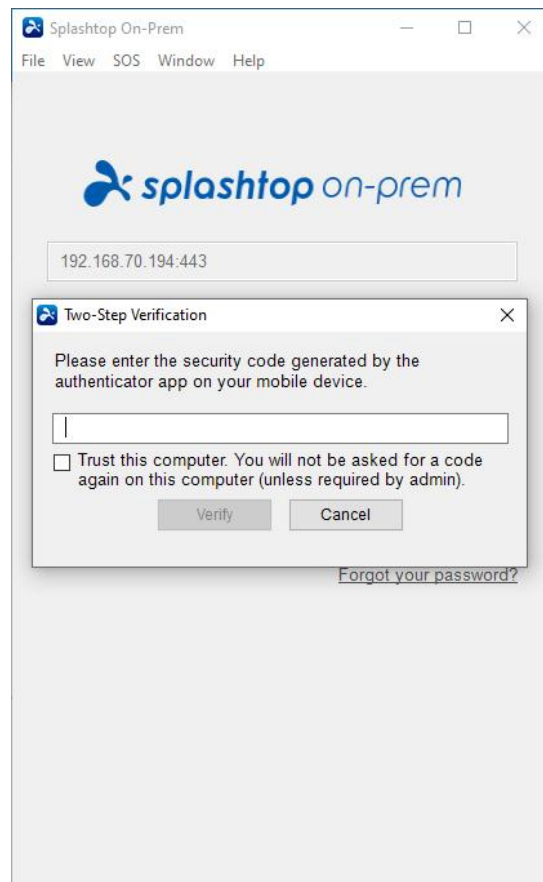 Splashtop On-Prem
File View SOS Window Help
splashtop on-prem
192.168.70.194:443
Two-Step Verification
Please enter the security code generated by the
authenticator app on your mobile device.
Trust this computer. You will not be asked for a code
again on this computer (unless required by admin).
Verify Cancel
Forgot your password?